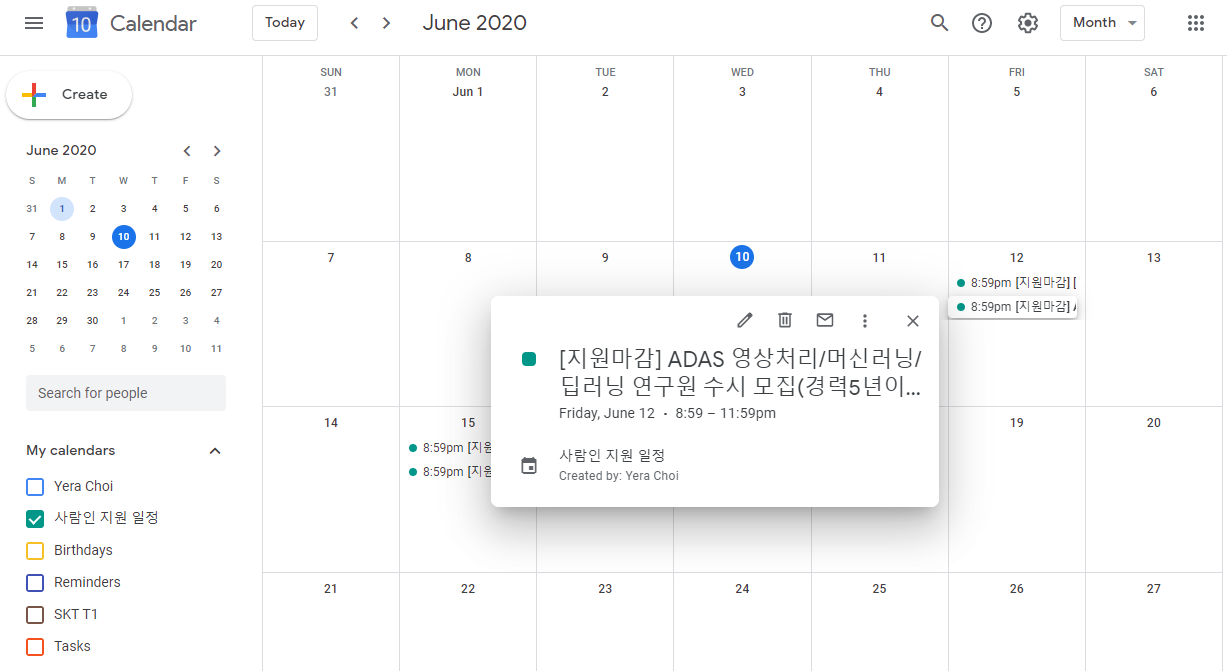 10 Calendar Today June 2020 Month
Create
June 2020
S M T W T F S
31 1 2 3 4 5 6
7 8 9 10 11 12 13
14 15 16 17 18 19 20
21 22 23 24 25 26 27
28 29 30 1 2 3 4
5 6 7 8 9 10 11
Search for people
My calendars
Yera Choi
사람인 지원 일정
Birthdays
Reminders
SKT T1
Tasks
SUN MON TUE WED THU FRI SAT
31 Jun 1 2 3 4 5 6
7 8 9 10 11 12 13
8:59pm [지원마감] [
8:59pm [지원마감] A
[지원마감] ADAS 영상처리/머신러닝/
딥러닝 연구원 수시 모집(경력5년이...
Friday, June 12 · 8:59 – 11:59pm
사람인 지원 일정
Created by: Yera Choi
14 15 19 20
8:59pm [지원
8:59pm [지원
21 22 23 24 25 26 27